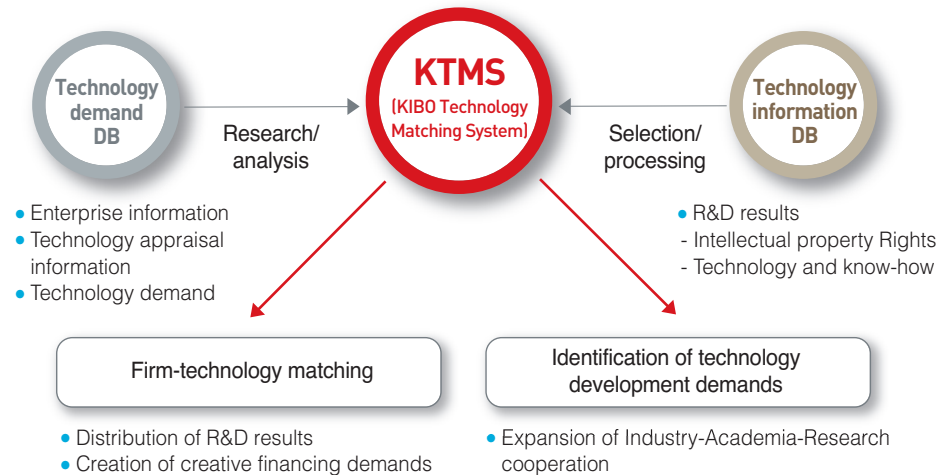 Technology
demand
DB
Research/
analysis
KTMS
(KIBO Technology
Matching System)
Selection/
processing
Technology
information
DB
• Enterprise information
• Technology appraisal
information
• Technology demand
• R&D results
- Intellectual property Rights
- Technology and know-how
Firm-technology matching
• Distribution of R&D results
• Creation of creative financing demands
Identification of technology
development demands
• Expansion of Industry-Academia-Research
cooperation